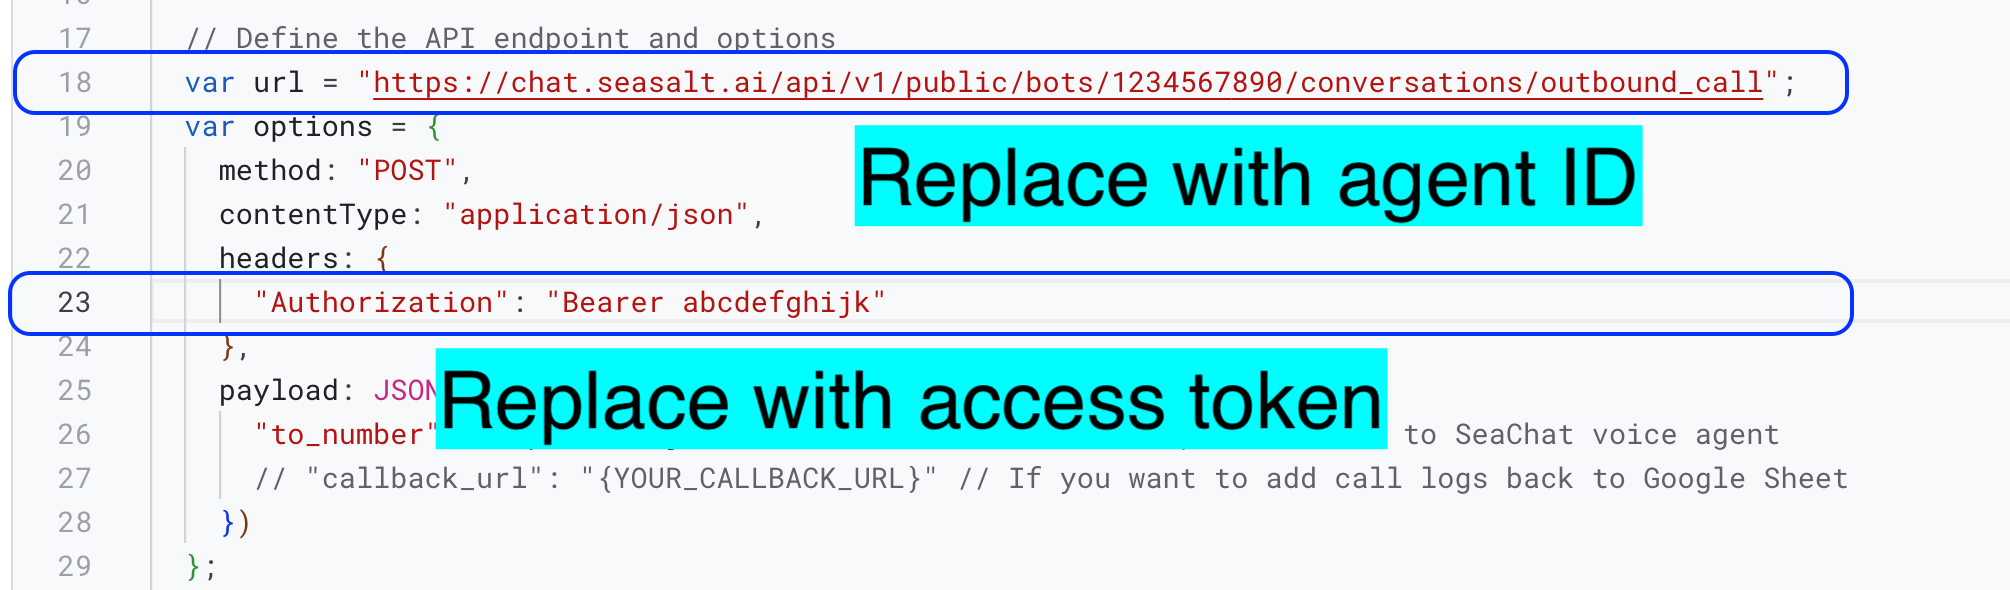 17 // Define the API endpoint and options
18 var url = "https://chat.seasalt.ai/api/v1/public/bots/1234567890/conversations/outbound_call";
19 var options = {
Replace with agent ID
20 method: "POST",
21 contentType: "application/json",
22 headers: {
23 "Authorization": "Bearer abcdefghijk"
24 },
Replace with access token
25 payload: JSON
26 "to_number" to SeaChat voice agent
27 // "callback_url": "{YOUR_CALLBACK_URL}" // If you want to add call logs back to Google Sheet
28 })
29 };